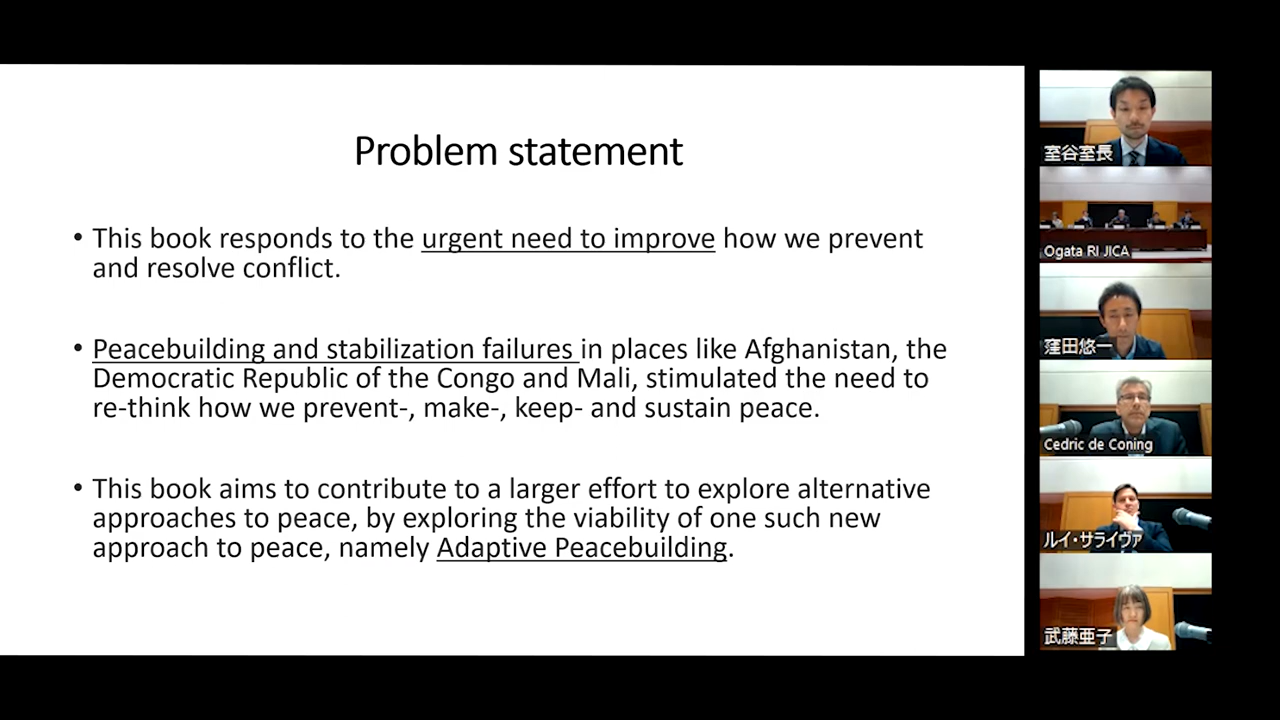 Problem statement
• This book responds to the urgent need to improve how we prevent
and resolve conflict.
• Peacebuilding and stabilization failures in places like Afghanistan, the
Democratic Republic of the Congo and Mali, stimulated the need to
re-think how we prevent-, make-, keep- and sustain peace.
• This book aims to contribute to a larger effort to explore alternative
approaches to peace, by exploring the viability of one such new
approach to peace, namely Adaptive Peacebuilding.
室谷室長
Ogata RI JICA
窪田悠一
Cedric de Coning
ルイ・サライヴァ
武藤亜子